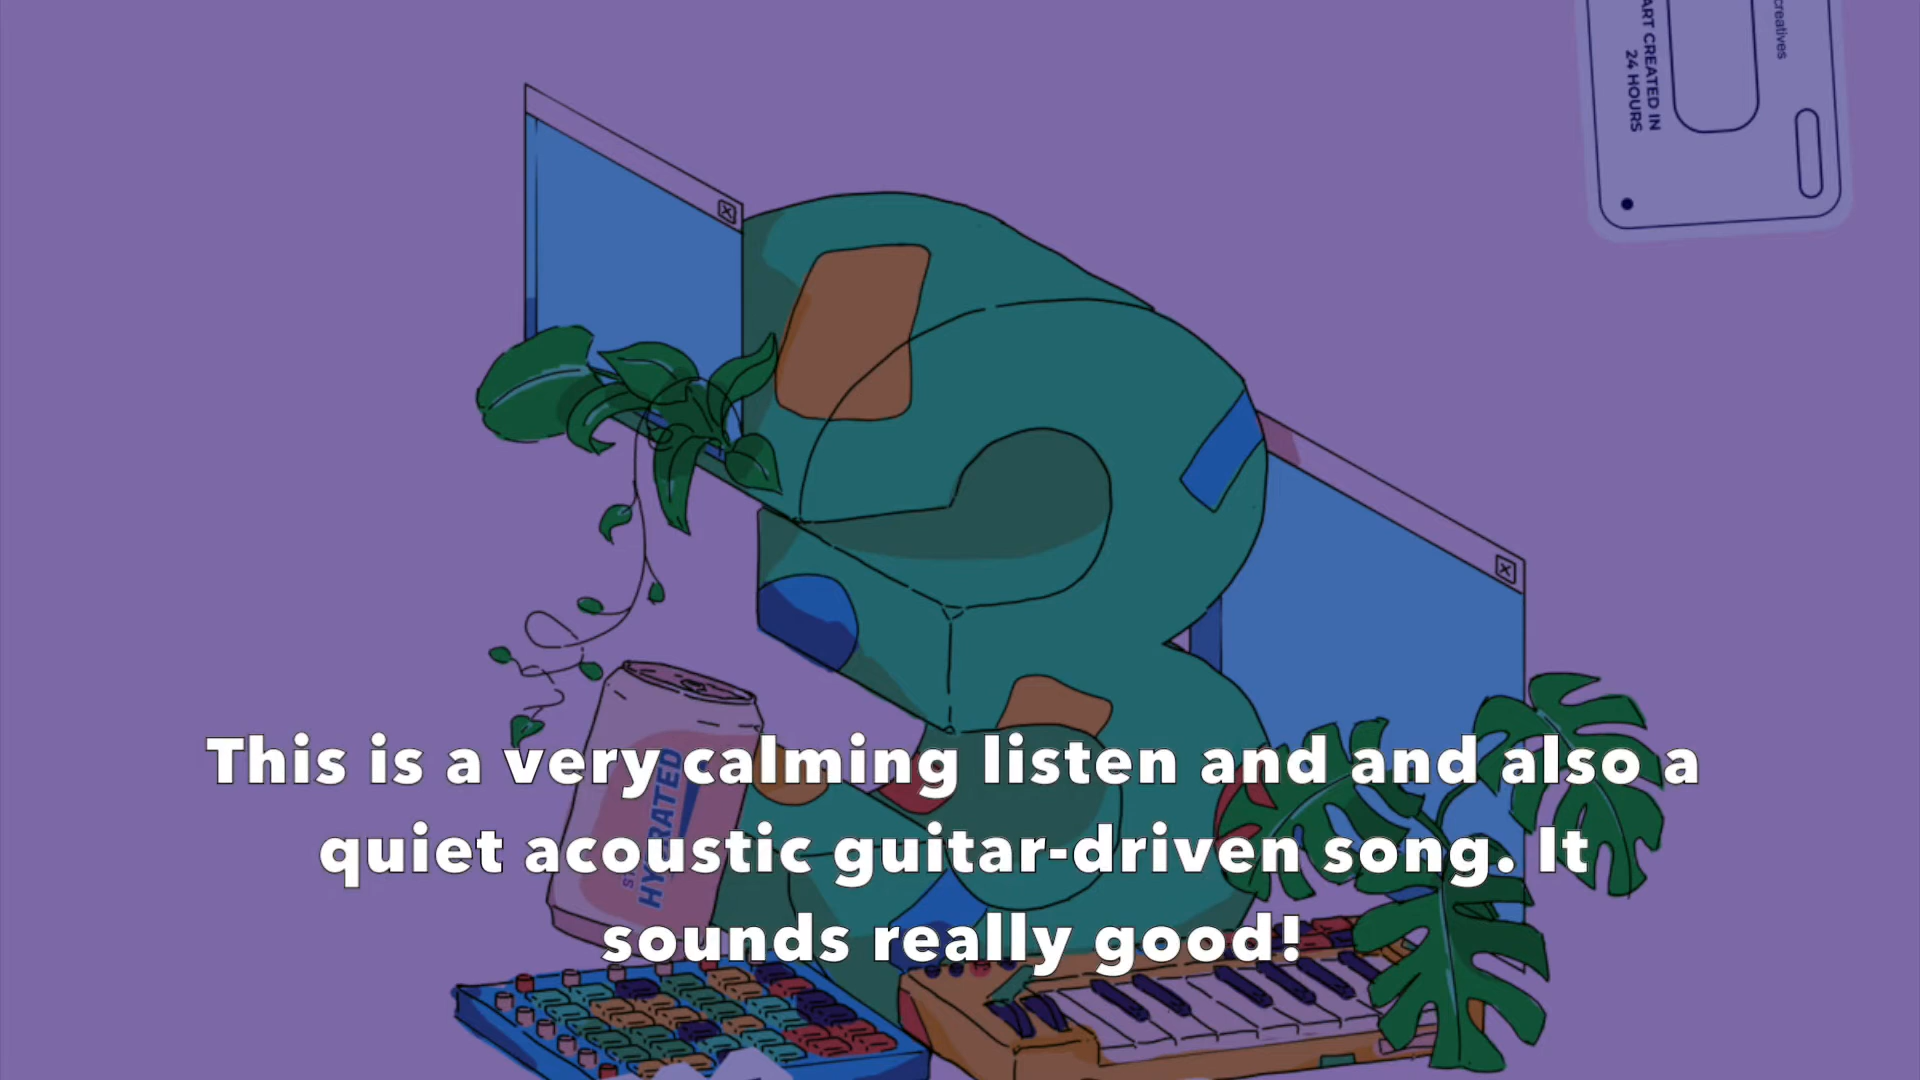 creatives
ART CREATED IN
24 HOURS
This is a very calming listen and and also a
quiet acoustic guitar-driven song. It
sounds really good!
HYDRATED